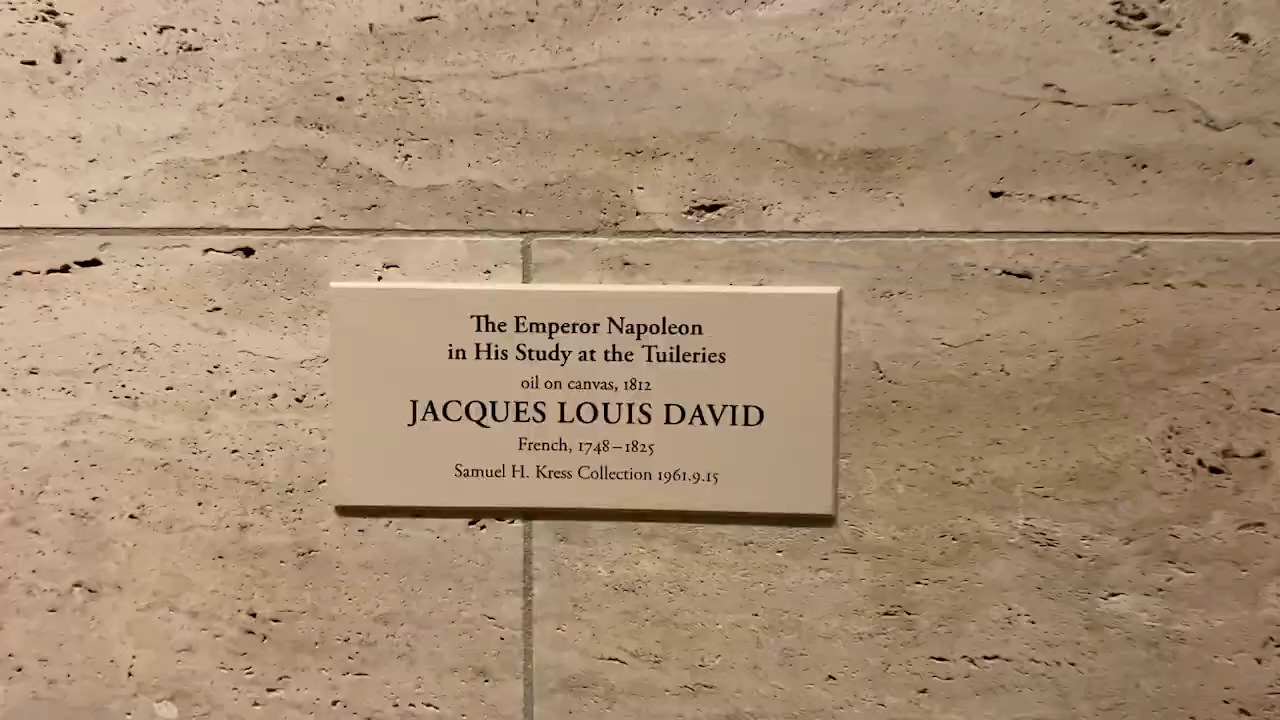 The Emperor Napoleon
in His Study at the Tuileries
oil on canvas, 1812
JACQUES LOUIS DAVID
French, 1748–1825
Samuel H. Kress Collection 1961.9.15